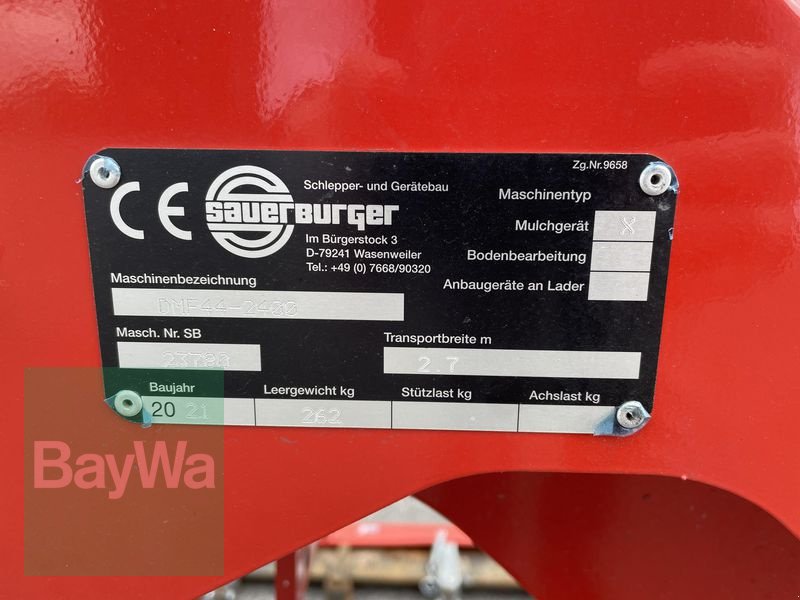 Zg.Nr.9658
CE
sauerBURGER
Schlepper- und Gerätebau
Im Bürgerstock 3
D-79241 Wasenweiler
Tel.: +49 (0) 7668/90320
Maschinentyp
Mulchgerät X
Bodenbearbeitung
Anbaugeräte an Lader
Maschinenbezeichnung
DMF44-2400
Masch. Nr. SB
23790
Transportbreite m
2.7
Baujahr
2021
Leergewicht kg
262
Stützlast kg
Achslast kg
BayWa